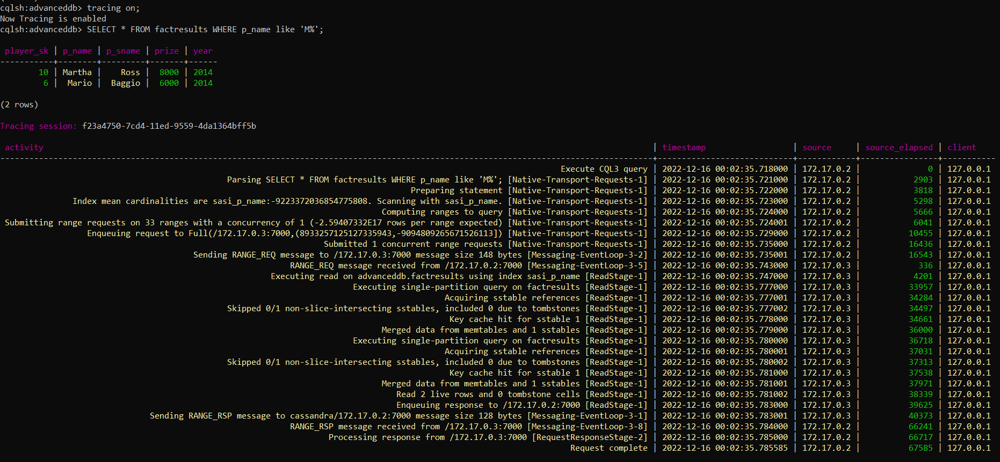 cqlsh:advanceddb> tracing on;
Now Tracing is enabled
cqlsh:advanceddb> SELECT * FROM factresults WHERE p_name like 'M%';
player_sk | p_name | p_sname | prize | year
-----------+--------+---------+-------+------
10 | Martha | Ross | 8000 | 2014
6 | Mario | Baggio | 6000 | 2014
(2 rows)
Tracing session: f23a4750-7cd4-11ed-9559-4da1364bff5b
activity | timestamp | source | source_elapsed | client
Execute CQL3 query | 2022-12-16 00:02:35.718000 | 172.17.0.2 | 0 | 127.0.0.1
Parsing SELECT * FROM factresults WHERE p_name like 'M%'; [Native-Transport-Requests-1] | 2022-12-16 00:02:35.721000 | 172.17.0.2 | 2903 | 127.0.0.1
Preparing statement [Native-Transport-Requests-1] | 2022-12-16 00:02:35.722000 | 172.17.0.2 | 3818 | 127.0.0.1
Index mean cardinalities are sasi_p_name:-9223372036854775808. Scanning with sasi_p_name. [Native-Transport-Requests-1] | 2022-12-16 00:02:35.723000 | 172.17.0.2 | 5298 | 127.0.0.1
Computing ranges to query [Native-Transport-Requests-1] | 2022-12-16 00:02:35.724000 | 172.17.0.2 | 5666 | 127.0.0.1
Submitting range requests on 33 ranges with a concurrency of 1 (-2.59407332E17 rows per range expected) [Native-Transport-Requests-1] | 2022-12-16 00:02:35.724001 | 172.17.0.2 | 6041 | 127.0.0.1
Enqueuing request to Full(/172.17.0.3:7000,(8933257125127335943,-9094809265671526113]) [Native-Transport-Requests-1] | 2022-12-16 00:02:35.729000 | 172.17.0.2 | 10455 | 127.0.0.1
Submitted 1 concurrent range requests [Native-Transport-Requests-1] | 2022-12-16 00:02:35.735000 | 172.17.0.2 | 16436 | 127.0.0.1
Sending RANGE_REQ message to /172.17.0.3:7000 message size 148 bytes [Messaging-EventLoop-3-2] | 2022-12-16 00:02:35.735001 | 172.17.0.2 | 16543 | 127.0.0.1
RANGE_REQ message received from /172.17.0.2:7000 [Messaging-EventLoop-3-5] | 2022-12-16 00:02:35.743000 | 172.17.0.3 | 336 | 127.0.0.1
Executing read on advanceddb.factresults using index sasi_p_name [ReadStage-1] | 2022-12-16 00:02:35.747000 | 172.17.0.3 | 4201 | 127.0.0.1
Executing single-partition query on factresults [ReadStage-1] | 2022-12-16 00:02:35.777000 | 172.17.0.3 | 33957 | 127.0.0.1
Acquiring sstable references [ReadStage-1] | 2022-12-16 00:02:35.777001 | 172.17.0.3 | 34284 | 127.0.0.1
Skipped 0/1 non-slice-intersecting sstables, included 0 due to tombstones [ReadStage-1] | 2022-12-16 00:02:35.777002 | 172.17.0.3 | 34497 | 127.0.0.1
Key cache hit for sstable 1 [ReadStage-1] | 2022-12-16 00:02:35.778000 | 172.17.0.3 | 34661 | 127.0.0.1
Merged data from memtables and 1 sstables [ReadStage-1] | 2022-12-16 00:02:35.779000 | 172.17.0.3 | 36000 | 127.0.0.1
Executing single-partition query on factresults [ReadStage-1] | 2022-12-16 00:02:35.780000 | 172.17.0.3 | 36718 | 127.0.0.1
Acquiring sstable references [ReadStage-1] | 2022-12-16 00:02:35.780001 | 172.17.0.3 | 37031 | 127.0.0.1
Skipped 0/1 non-slice-intersecting sstables, included 0 due to tombstones [ReadStage-1] | 2022-12-16 00:02:35.780002 | 172.17.0.3 | 37313 | 127.0.0.1
Key cache hit for sstable 1 [ReadStage-1] | 2022-12-16 00:02:35.781000 | 172.17.0.3 | 37538 | 127.0.0.1
Merged data from memtables and 1 sstables [ReadStage-1] | 2022-12-16 00:02:35.781001 | 172.17.0.3 | 37971 | 127.0.0.1
Read 2 live rows and 0 tombstone cells [ReadStage-1] | 2022-12-16 00:02:35.781002 | 172.17.0.3 | 38339 | 127.0.0.1
Enqueuing response to /172.17.0.2:7000 [ReadStage-1] | 2022-12-16 00:02:35.783000 | 172.17.0.3 | 39625 | 127.0.0.1
Sending RANGE_RSP message to cassandra/172.17.0.2:7000 message size 128 bytes [Messaging-EventLoop-3-1] | 2022-12-16 00:02:35.783001 | 172.17.0.3 | 40373 | 127.0.0.1
RANGE_RSP message received from /172.17.0.3:7000 [Messaging-EventLoop-3-8] | 2022-12-16 00:02:35.784000 | 172.17.0.2 | 66241 | 127.0.0.1
Processing response from /172.17.0.3:7000 [RequestResponseStage-2] | 2022-12-16 00:02:35.785000 | 172.17.0.2 | 66717 | 127.0.0.1
Request complete | 2022-12-16 00:02:35.785585 | 172.17.0.2 | 67585 | 127.0.0.1